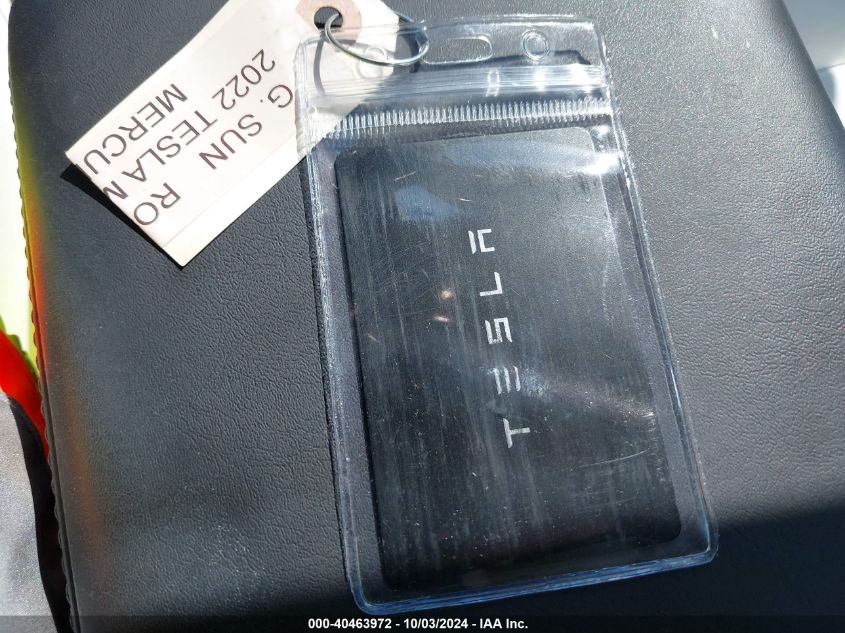 G. SUN RO
2022 TESLA M
MERCU
TESLA
000-40463972 - 10/03/2024 - IAA Inc.